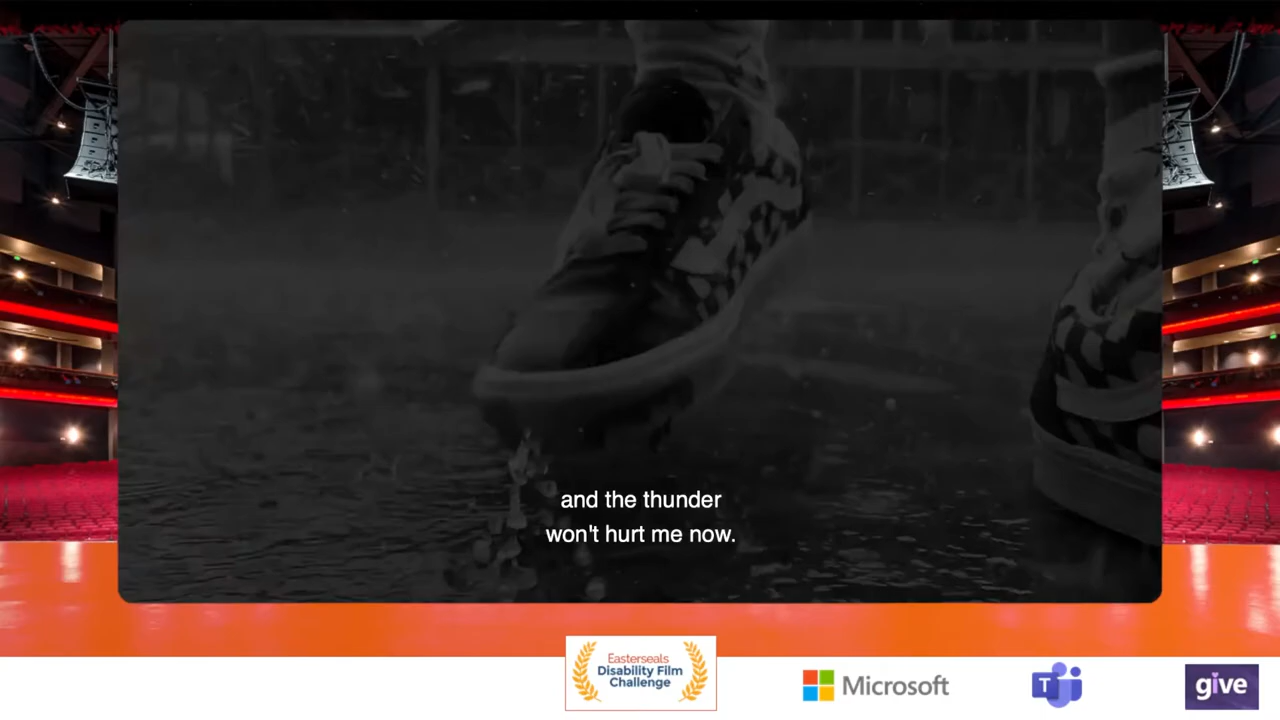 and the thunder
won't hurt me now.
Easterseals
Disability Film
Challenge
Microsoft
T
give